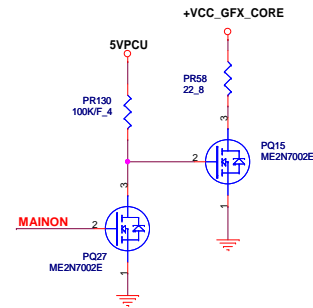 +VCC_GFX_CORE
5VPCU
PR58
22_8
PR130
100K/F_4
3
2
PQ15
ME2N7002E
1
3
MAINON
2
PQ27
ME2N7002E
1